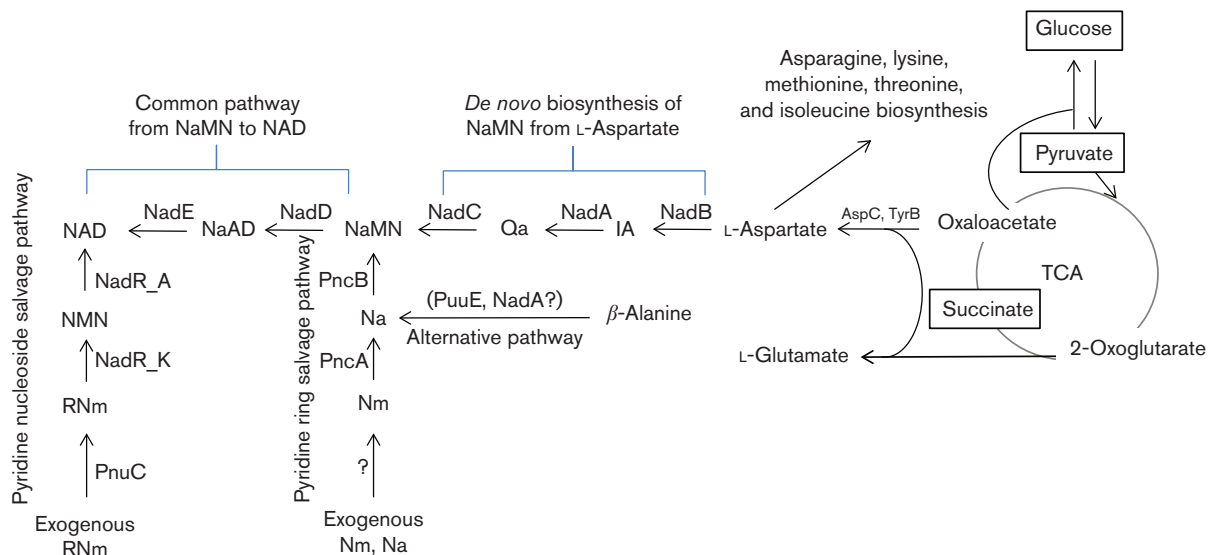 Glucose
Asparagine, lysine,
methionine, threonine,
and isoleucine biosynthesis
Common pathway
from NaMN to NAD
De novo biosynthesis of
NaMN from L-Aspartate
Pyruvate
NAD
NadE
NaAD
NadD
NaMN
NadC
Qa
NadA
IA
NadB
L-Aspartate
AspC, TyrB
Oxaloacetate
TCA
NadR_A
PncB
NMN
Na
(PuuE, NadA?)
Alternative pathway
β-Alanine
Succinate
L-Glutamate
2-Oxoglutarate
NadR_K
PncA
RNm
Nm
PnuC
?
Exogenous
RNm
Exogenous
Nm, Na
Pyridine nucleoside salvage pathway
Pyridine ring salvage pathway